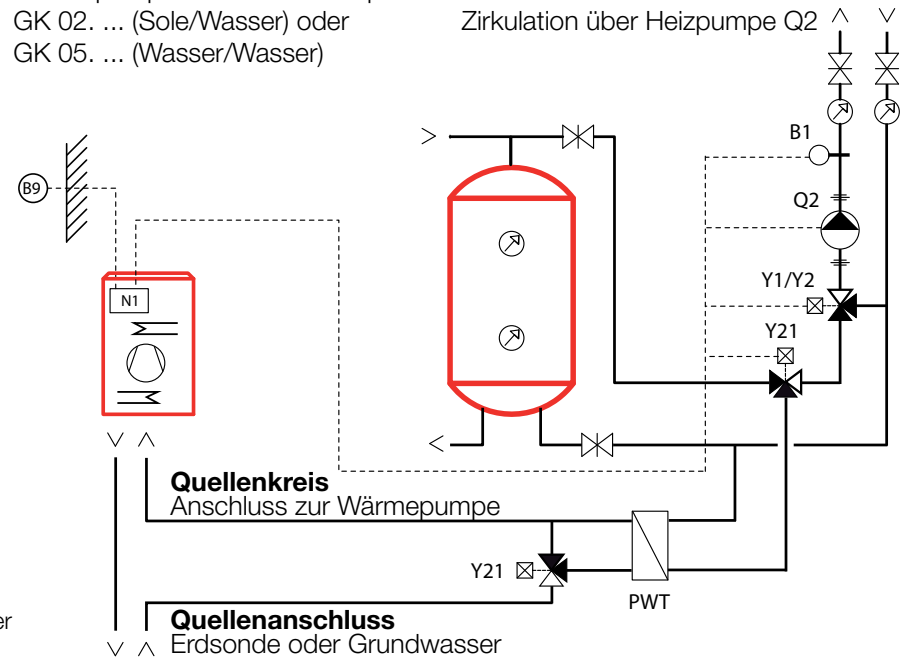 GK 02. ... (Sole/Wasser) oder
GK 05. ... (Wasser/Wasser)
Zirkulation über Heizpumpe Q2
B1
B9
Q2
N1
Y1/Y2
Y21
Quellenkreis
Anschluss zur Wärmepumpe
Y21
PWT
Quellenanschluss
Erdsonde oder Grundwasser